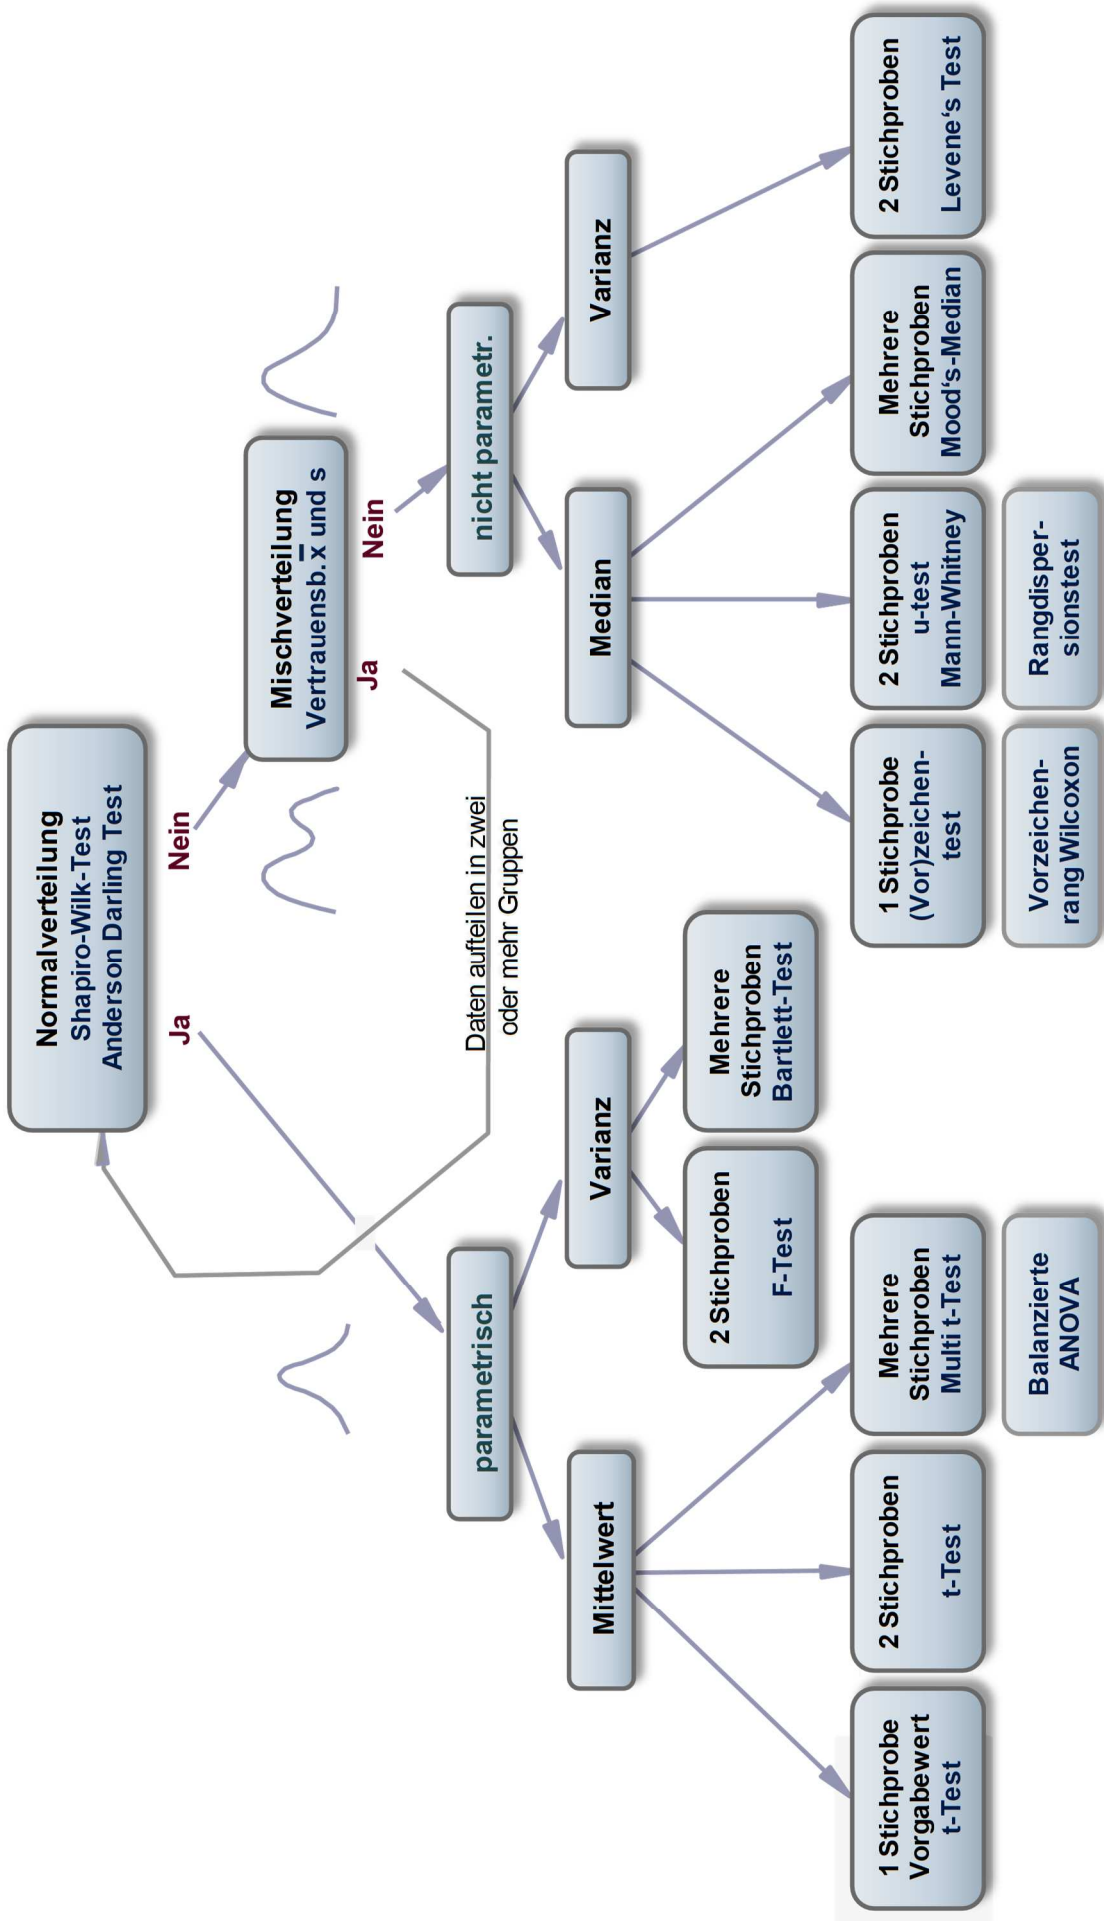 Normalverteilung
Shapiro-Wilk-Test
Anderson Darling Test
Ja
Nein
Mischverteilung
Vertrauensb. x̅ und s
Ja
Nein
Daten aufteilen in zwei
oder mehr Gruppen
parametrisch
nicht parametr.
Mittelwert
Varianz
Median
Varianz
2 Stichproben
F-Test
Mehrere
Stichproben
Bartlett-Test
1 Stichprobe
Vorgabewert
t-Test
2 Stichproben
t-Test
Mehrere
Stichproben
Multi t-Test
1 Stichprobe
(Vor)zeichen-
test
2 Stichproben
u-test
Mann-Whitney
Mehrere
Stichproben
Mood‘s-Median
2 Stichproben
Levene‘s Test
Balanzierte
ANOVA
Vorzeichen-
rang Wilcoxon
Rangdisper-
sionstest